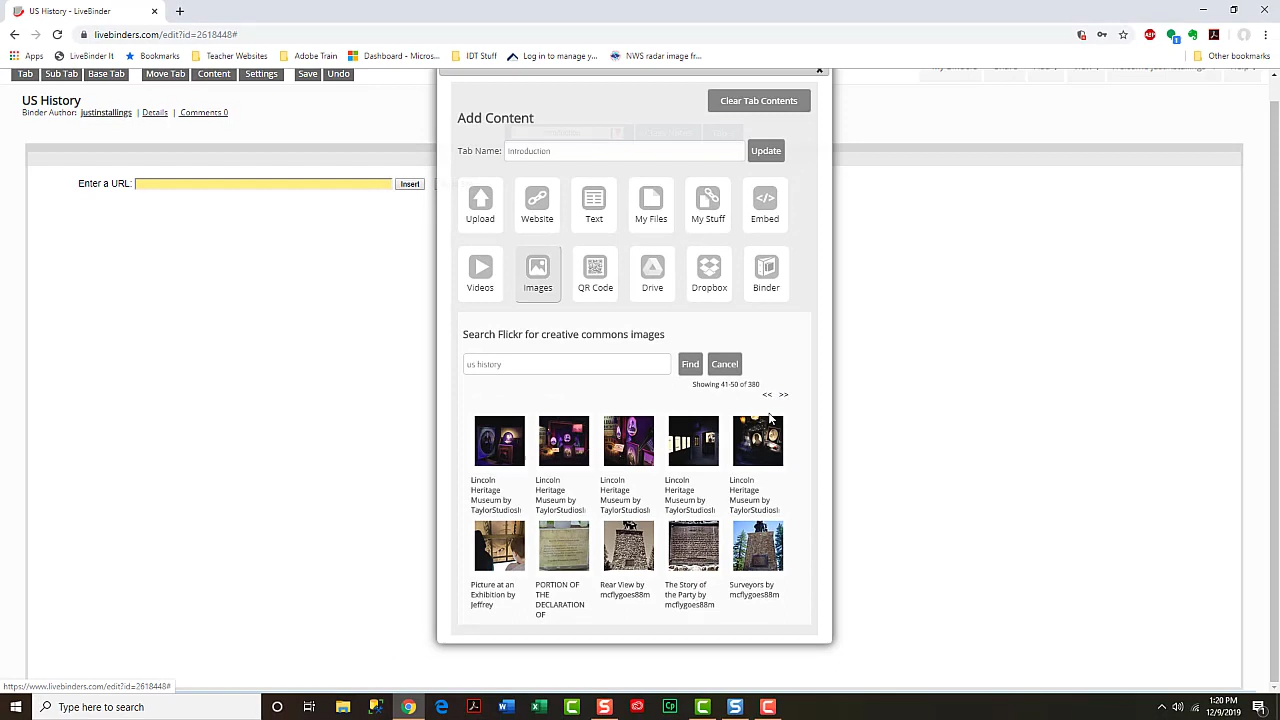 US History - LiveBinders
livebinders.com/edit?id=2618448#
Apps
LiveBinder It
Bookmarks
Teacher Websites
Adobe Train
Dashboard - Micros...
IDT Stuff
Log in to manage y...
NWS radar image fr...
Other bookmarks
Tab
Sub Tab
Base Tab
Move Tab
Content
Settings
Save
Undo
US History
Binder Author: justinstallings | Details | Comments 0
Enter a URL:
Insert
Clear Tab Contents
Add Content
Tab Name:
Introduction
Update
Upload
Website
Text
My Files
My Stuff
Embed
Videos
Images
QR Code
Drive
Dropbox
Binder
Search Flickr for creative commons images
us history
Find
Cancel
Showing 41-50 of 380
<< >>
Lincoln
Heritage
Museum by
TaylorStudiosI
Lincoln
Heritage
Museum by
TaylorStudiosI
Lincoln
Heritage
Museum by
TaylorStudiosI
Lincoln
Heritage
Museum by
TaylorStudiosI
Lincoln
Heritage
Museum by
TaylorStudiosI
Picture at an
Exhibition by
Jeffrey
PORTION OF
THE
DECLARATION
OF
Rear View by
mcflygoes88m
The Story of
the Party by
mcflygoes88m
Surveyors by
mcflygoes88m
https://www.livebinders.com/edit?id=2618448#
Type here to search
1:20 PM
12/9/2019